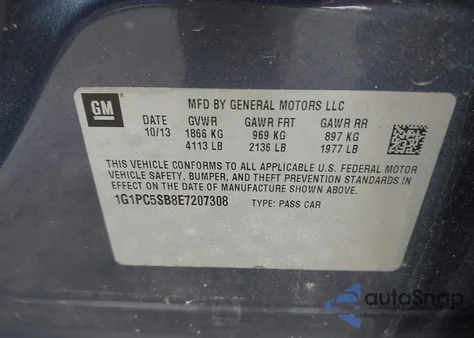 GM
MFD BY GENERAL MOTORS LLC
DATE GVWR GAWR FRT GAWR RR
10/13 1866 KG 969 KG 897 KG
4113 LB 2136 LB 1977 LB
THIS VEHICLE CONFORMS TO ALL APPLICABLE U.S. FEDERAL MOTOR
VEHICLE SAFETY, BUMPER, AND THEFT PREVENTION STANDARDS IN
EFFECT ON THE DATE OF MANUFACTURE SHOWN ABOVE.
1G1PC5SB8E7207308 TYPE: PASS CAR
autoSnap